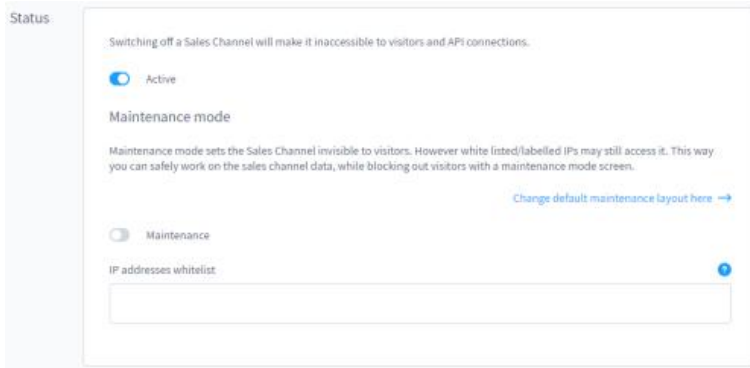 Status
Switching off a Sales Channel will make it inaccessible to visitors and API connections.
Active
Maintenance mode
Maintenance mode sets the Sales Channel invisible to visitors. However white listed/labelled IPs may still access it. This way
you can safely work on the sales channel data, while blocking out visitors with a maintenance mode screen.
Change default maintenance layout here →
Maintenance
IP addresses whitelist
?